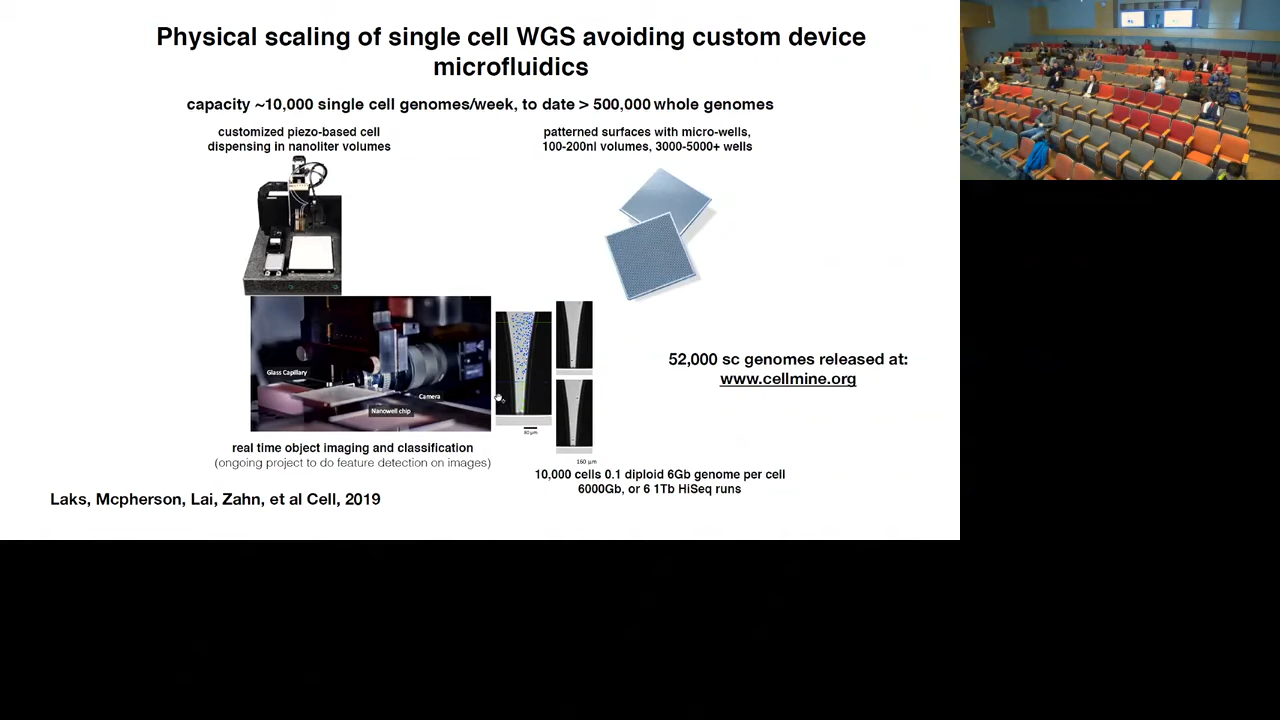 Physical scaling of single cell WGS avoiding custom device
microfluidics
capacity ~10,000 single cell genomes/week, to date > 500,000 whole genomes
customized piezo-based cell
dispensing in nanoliter volumes
patterned surfaces with micro-wells,
100-200nl volumes, 3000-5000+ wells
Glass Capillary
Camera
Nanowell chip
80 µm
160 µm
52,000 sc genomes released at:
www.cellmine.org
real time object imaging and classification
(ongoing project to do feature detection on images)
10,000 cells 0.1 diploid 6Gb genome per cell
6000Gb, or 6 1Tb HiSeq runs
Laks, Mcpherson, Lai, Zahn, et al Cell, 2019